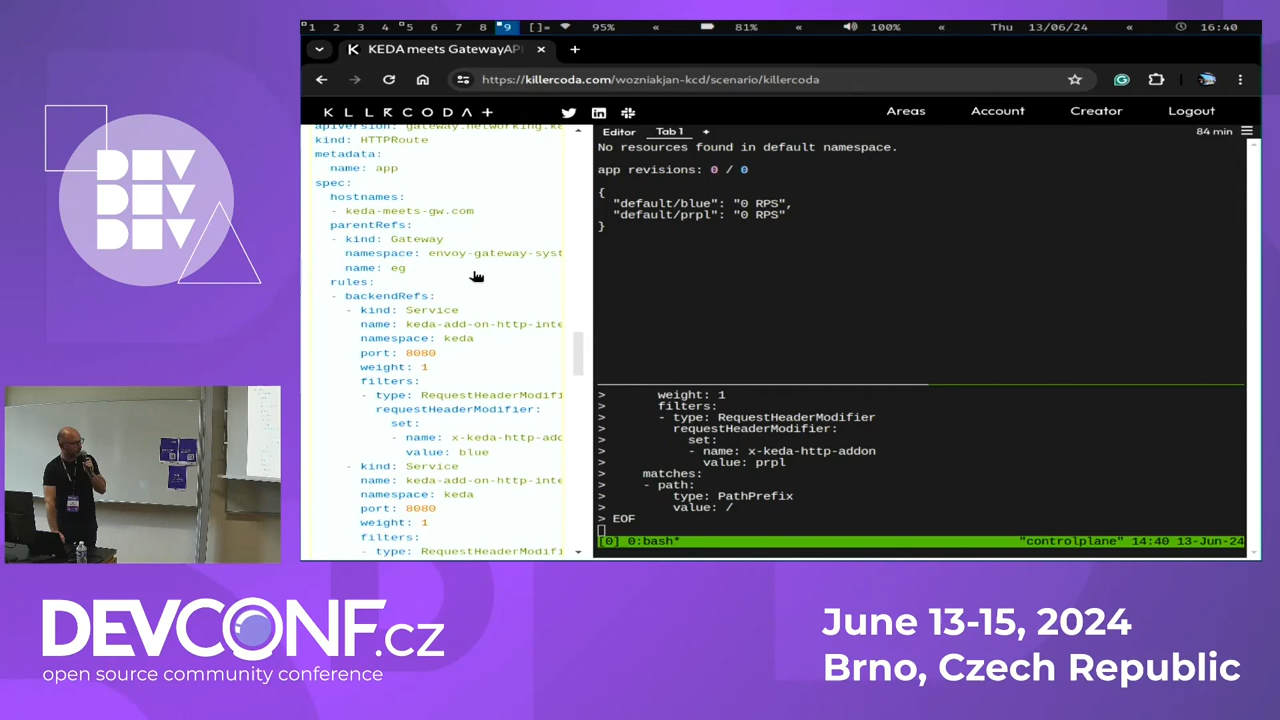 1 2 3 4 5 6 7 8 9 []= 95% « 81% « 100% « Thu 13/06/24 « 16:40
KEDA meets GatewayAP
https://killercoda.com/wozniakjan-kcd/scenario/killercoda
Areas Account Creator Logout
Editor Tab 1 + 84 min
kind: HTTPRoute
metadata:
name: app
spec:
hostnames:
- keda-meets-gw.com
parentRefs:
- kind: Gateway
namespace: envoy-gateway-syst
name: eg
rules:
- backendRefs:
- kind: Service
name: keda-add-on-http-inte
namespace: keda
port: 8080
weight: 1
filters:
- type: RequestHeaderModifi
requestHeaderModifier:
set:
- name: x-keda-http-add
value: blue
- kind: Service
name: keda-add-on-http-inte
namespace: keda
port: 8080
weight: 1
filters:
- type: RequestHeaderModifi
No resources found in default namespace.
app revisions: 0 / 0
{
"default/blue": "0 RPS",
"default/prpl": "0 RPS"
}
> weight: 1
> filters:
> - type: RequestHeaderModifier
> requestHeaderModifier:
> set:
> - name: x-keda-http-addon
> value: prpl
> matches:
> - path:
> type: PathPrefix
> value: /
> EOF
[0] 0:bash* "controlplane" 14:40 13-Jun-24
DEV
DEV
DEV
DEVCONF.cz
open source community conference
June 13-15, 2024
Brno, Czech Republic